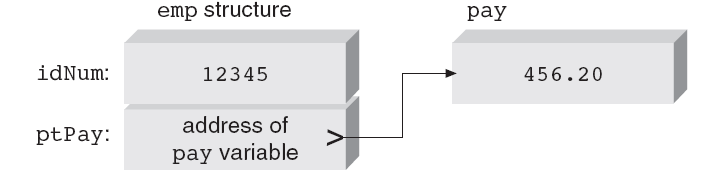 emp structure
pay
idNum:
12345
456.20
ptPay:
address of
pay variable
>